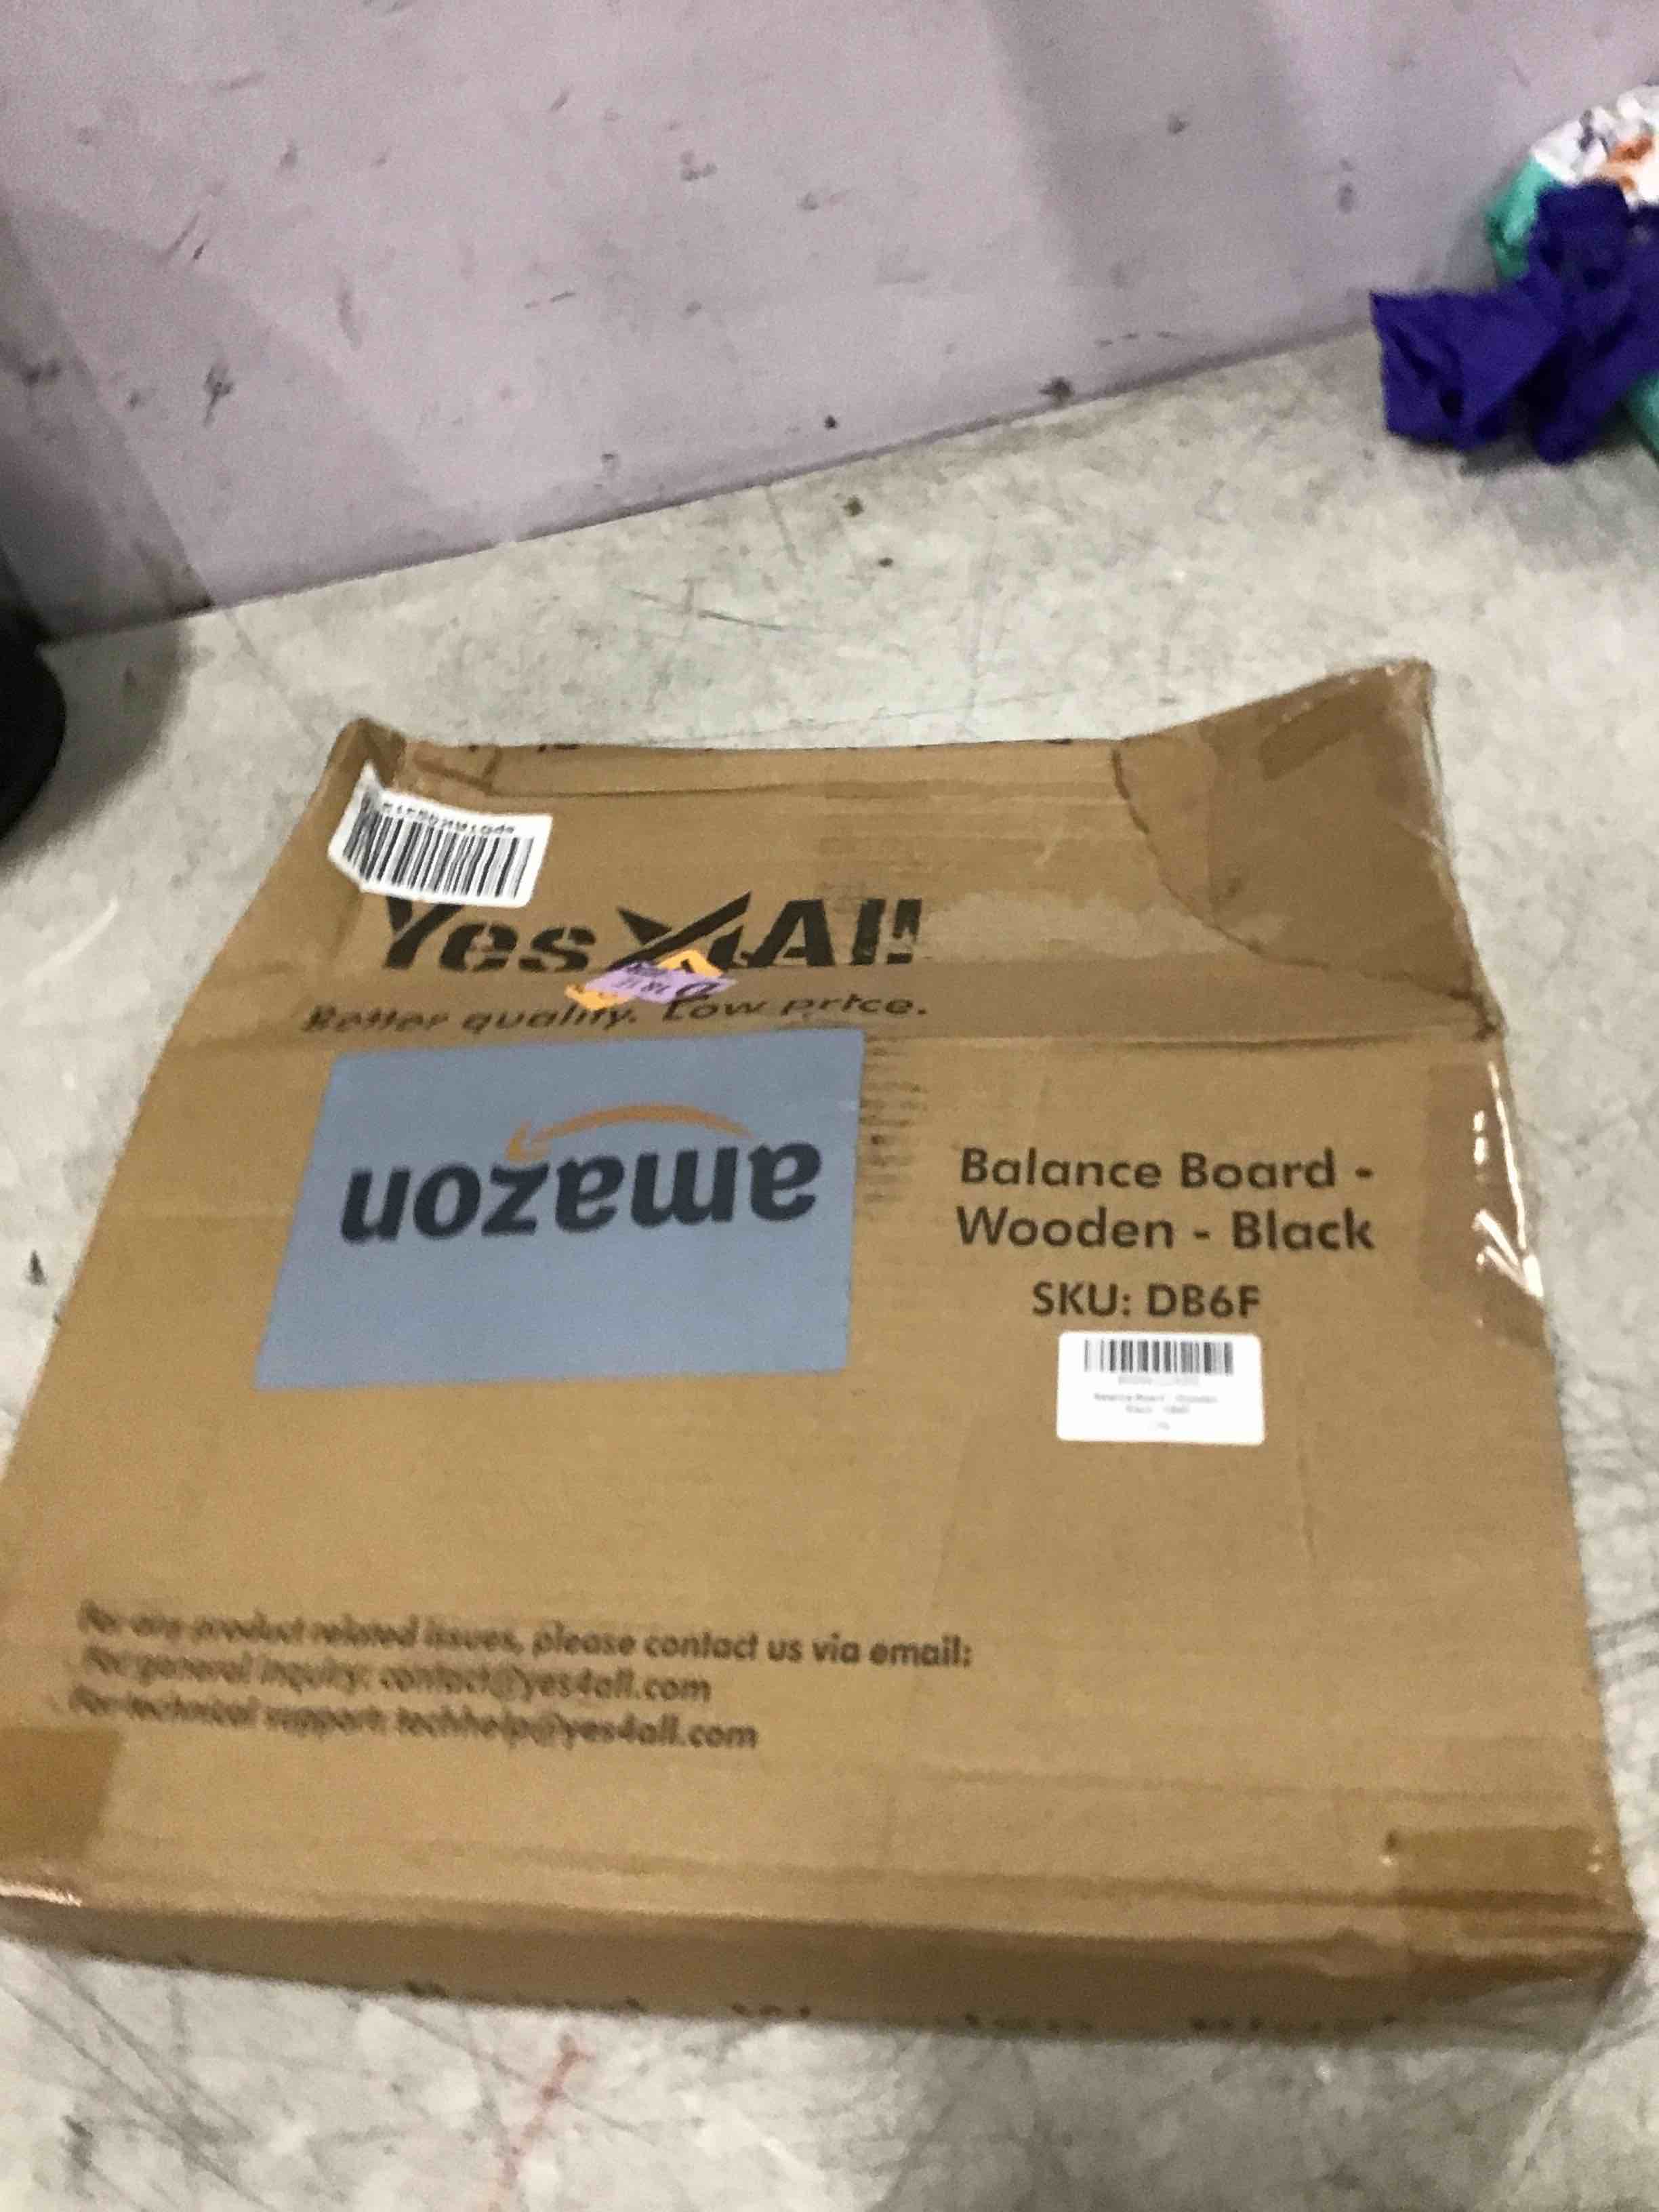 Yes4All
Better quality. Low price.
amazon
Balance Board -
Wooden - Black
SKU: DB6F
For any product related issues, please contact us via email:
For general inquiry: contact@yes4all.com
For technical support: techhelp@yes4all.com